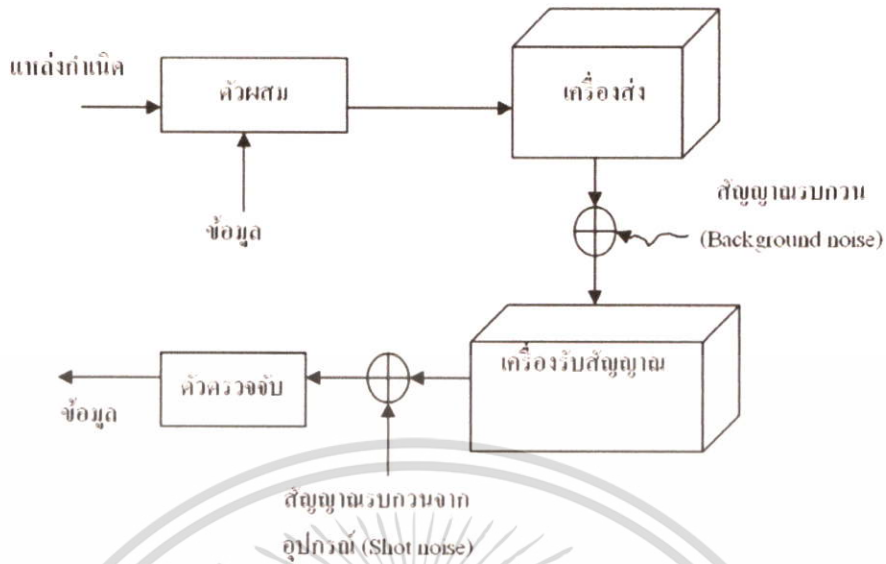 แหล่งกำเนิด
ตัวผสม
เครื่องส่ง
ข้อมูล
สัญญาณรบกวน
(Background noise)
เครื่องรับสัญญาณ
ตัวตรวจจับ
ข้อมูล
สัญญาณรบกวนจาก
อุปกรณ์ (Shot noise)